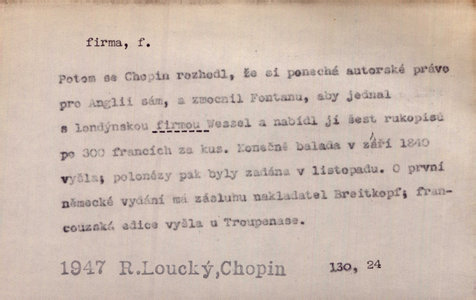 firma, f.
Potom se Chopin rozhodl, že si ponechá autorské právo
pro Anglii sám, a zmocnil Fontanu, aby jednal
s londýnskou firmou Wessel a nabídl jí šest rukopisů
po 300 francích za kus. Konečně balada v září 1840
vyšla; polonézy pak byly zadána v listopadu. O první
německé vydání má zásluhu nakladatel Breitkopf; fran-
couzská edice vyšla u Troupenase.
1947 R.Loucký,Chopin 130, 24